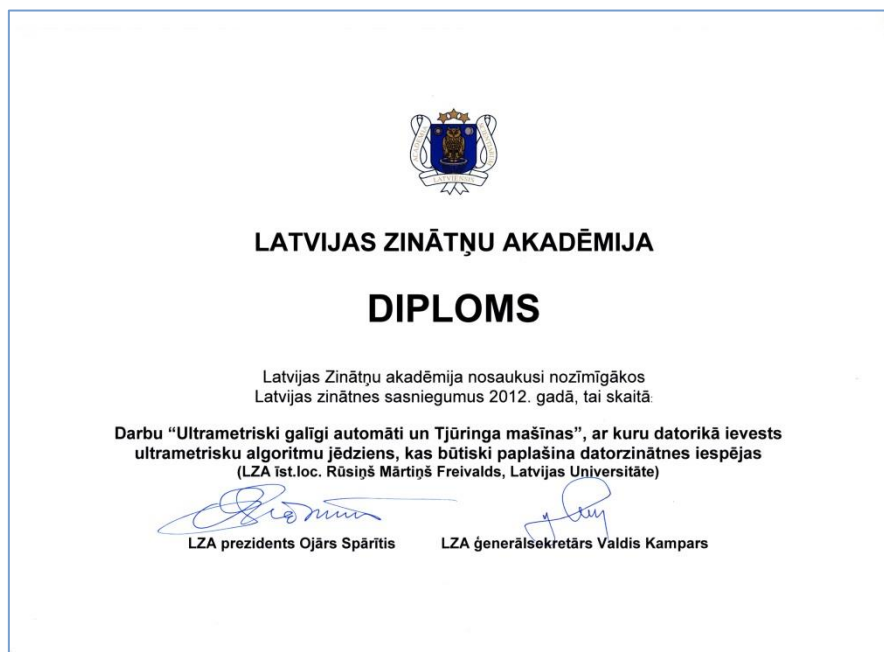 LATVIJAS ZINĀTŅU AKADĒMIJA
DIPLOMS
Latvijas Zinātņu akadēmija nosaukusi nozīmīgākos
Latvijas zinātnes sasniegumus 2012. gadā, tai skaitā:
Darbu “Ultrametriski galīgi automāti un Tjūringa mašīnas”, ar kuru datorikā ievests
ultrametrisku algoritmu jēdziens, kas būtiski paplašina datorzinātnes iespējas
(LZA īst.loc. Rūsiņš Mārtiņš Freivalds, Latvijas Universitāte)
LZA prezidents Ojārs Spārītis LZA ģenerālsekretārs Valdis Kampars